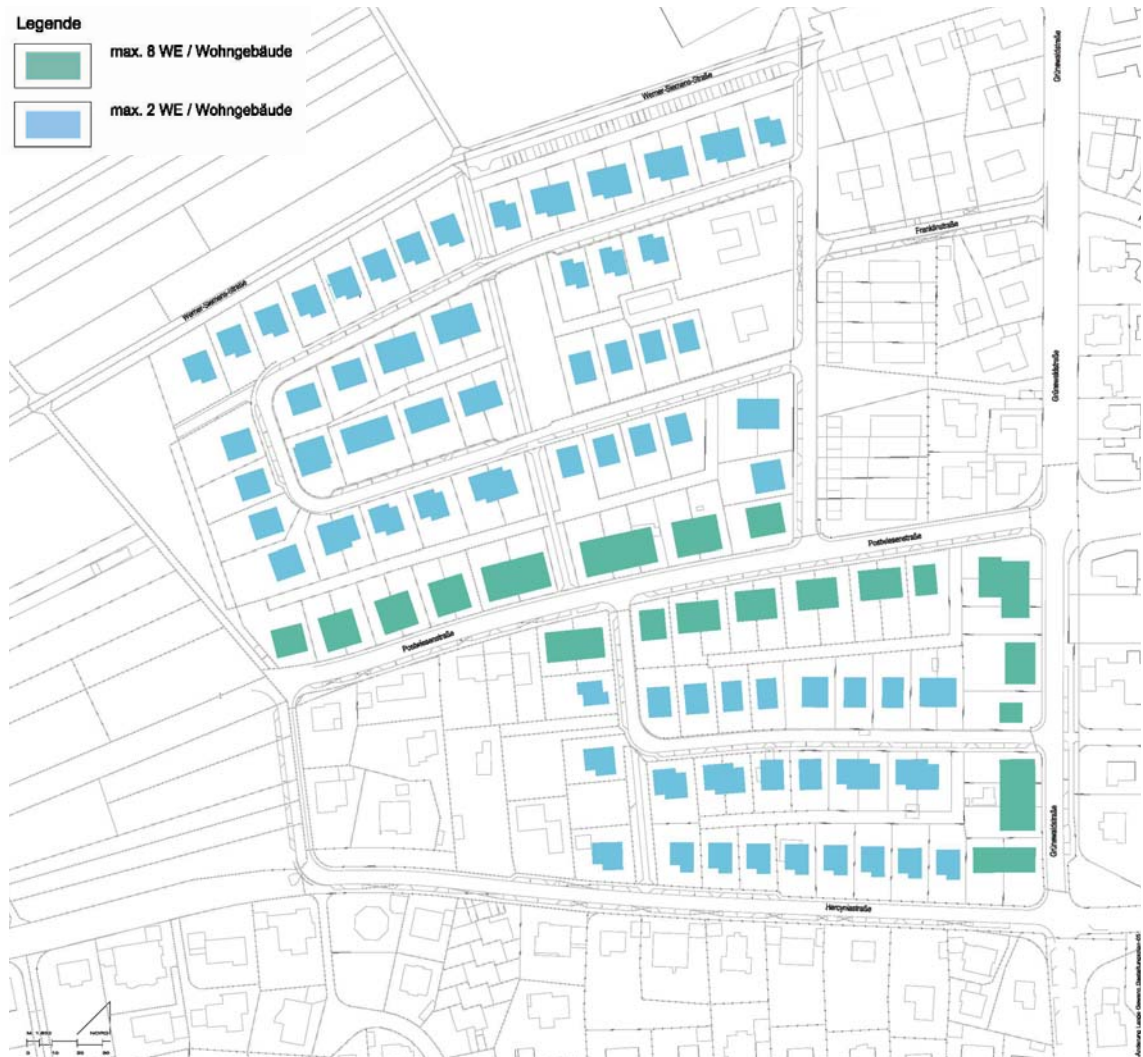 Legende
max. 8 WE / Wohngebäude
max. 2 WE / Wohngebäude
Grünewaldstraße
Werner-Siemens-Straße
Franklinstraße
Werner-Siemens-Straße
Grünewaldstraße
Postwiesenstraße
Postwiesenstraße
Grünewaldstraße
Hercyniastraße
NORD